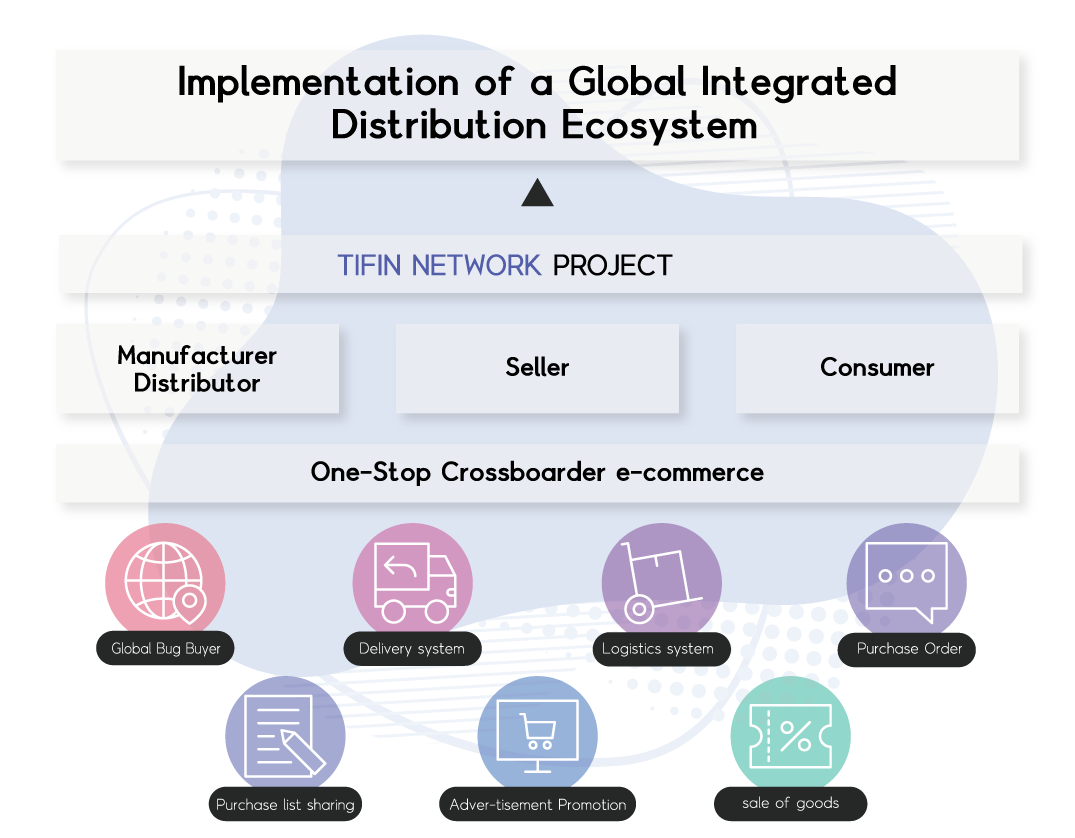 Implementation of a Global Integrated
Distribution Ecosystem
TIFIN NETWORK PROJECT
Manufacturer
Distributor
Seller
Consumer
One-Stop Crossboarder e-commerce
Global Bug Buyer
Delivery system
Logistics system
Purchase Order
Purchase list sharing
Adver-tisement Promotion
sale of goods
%